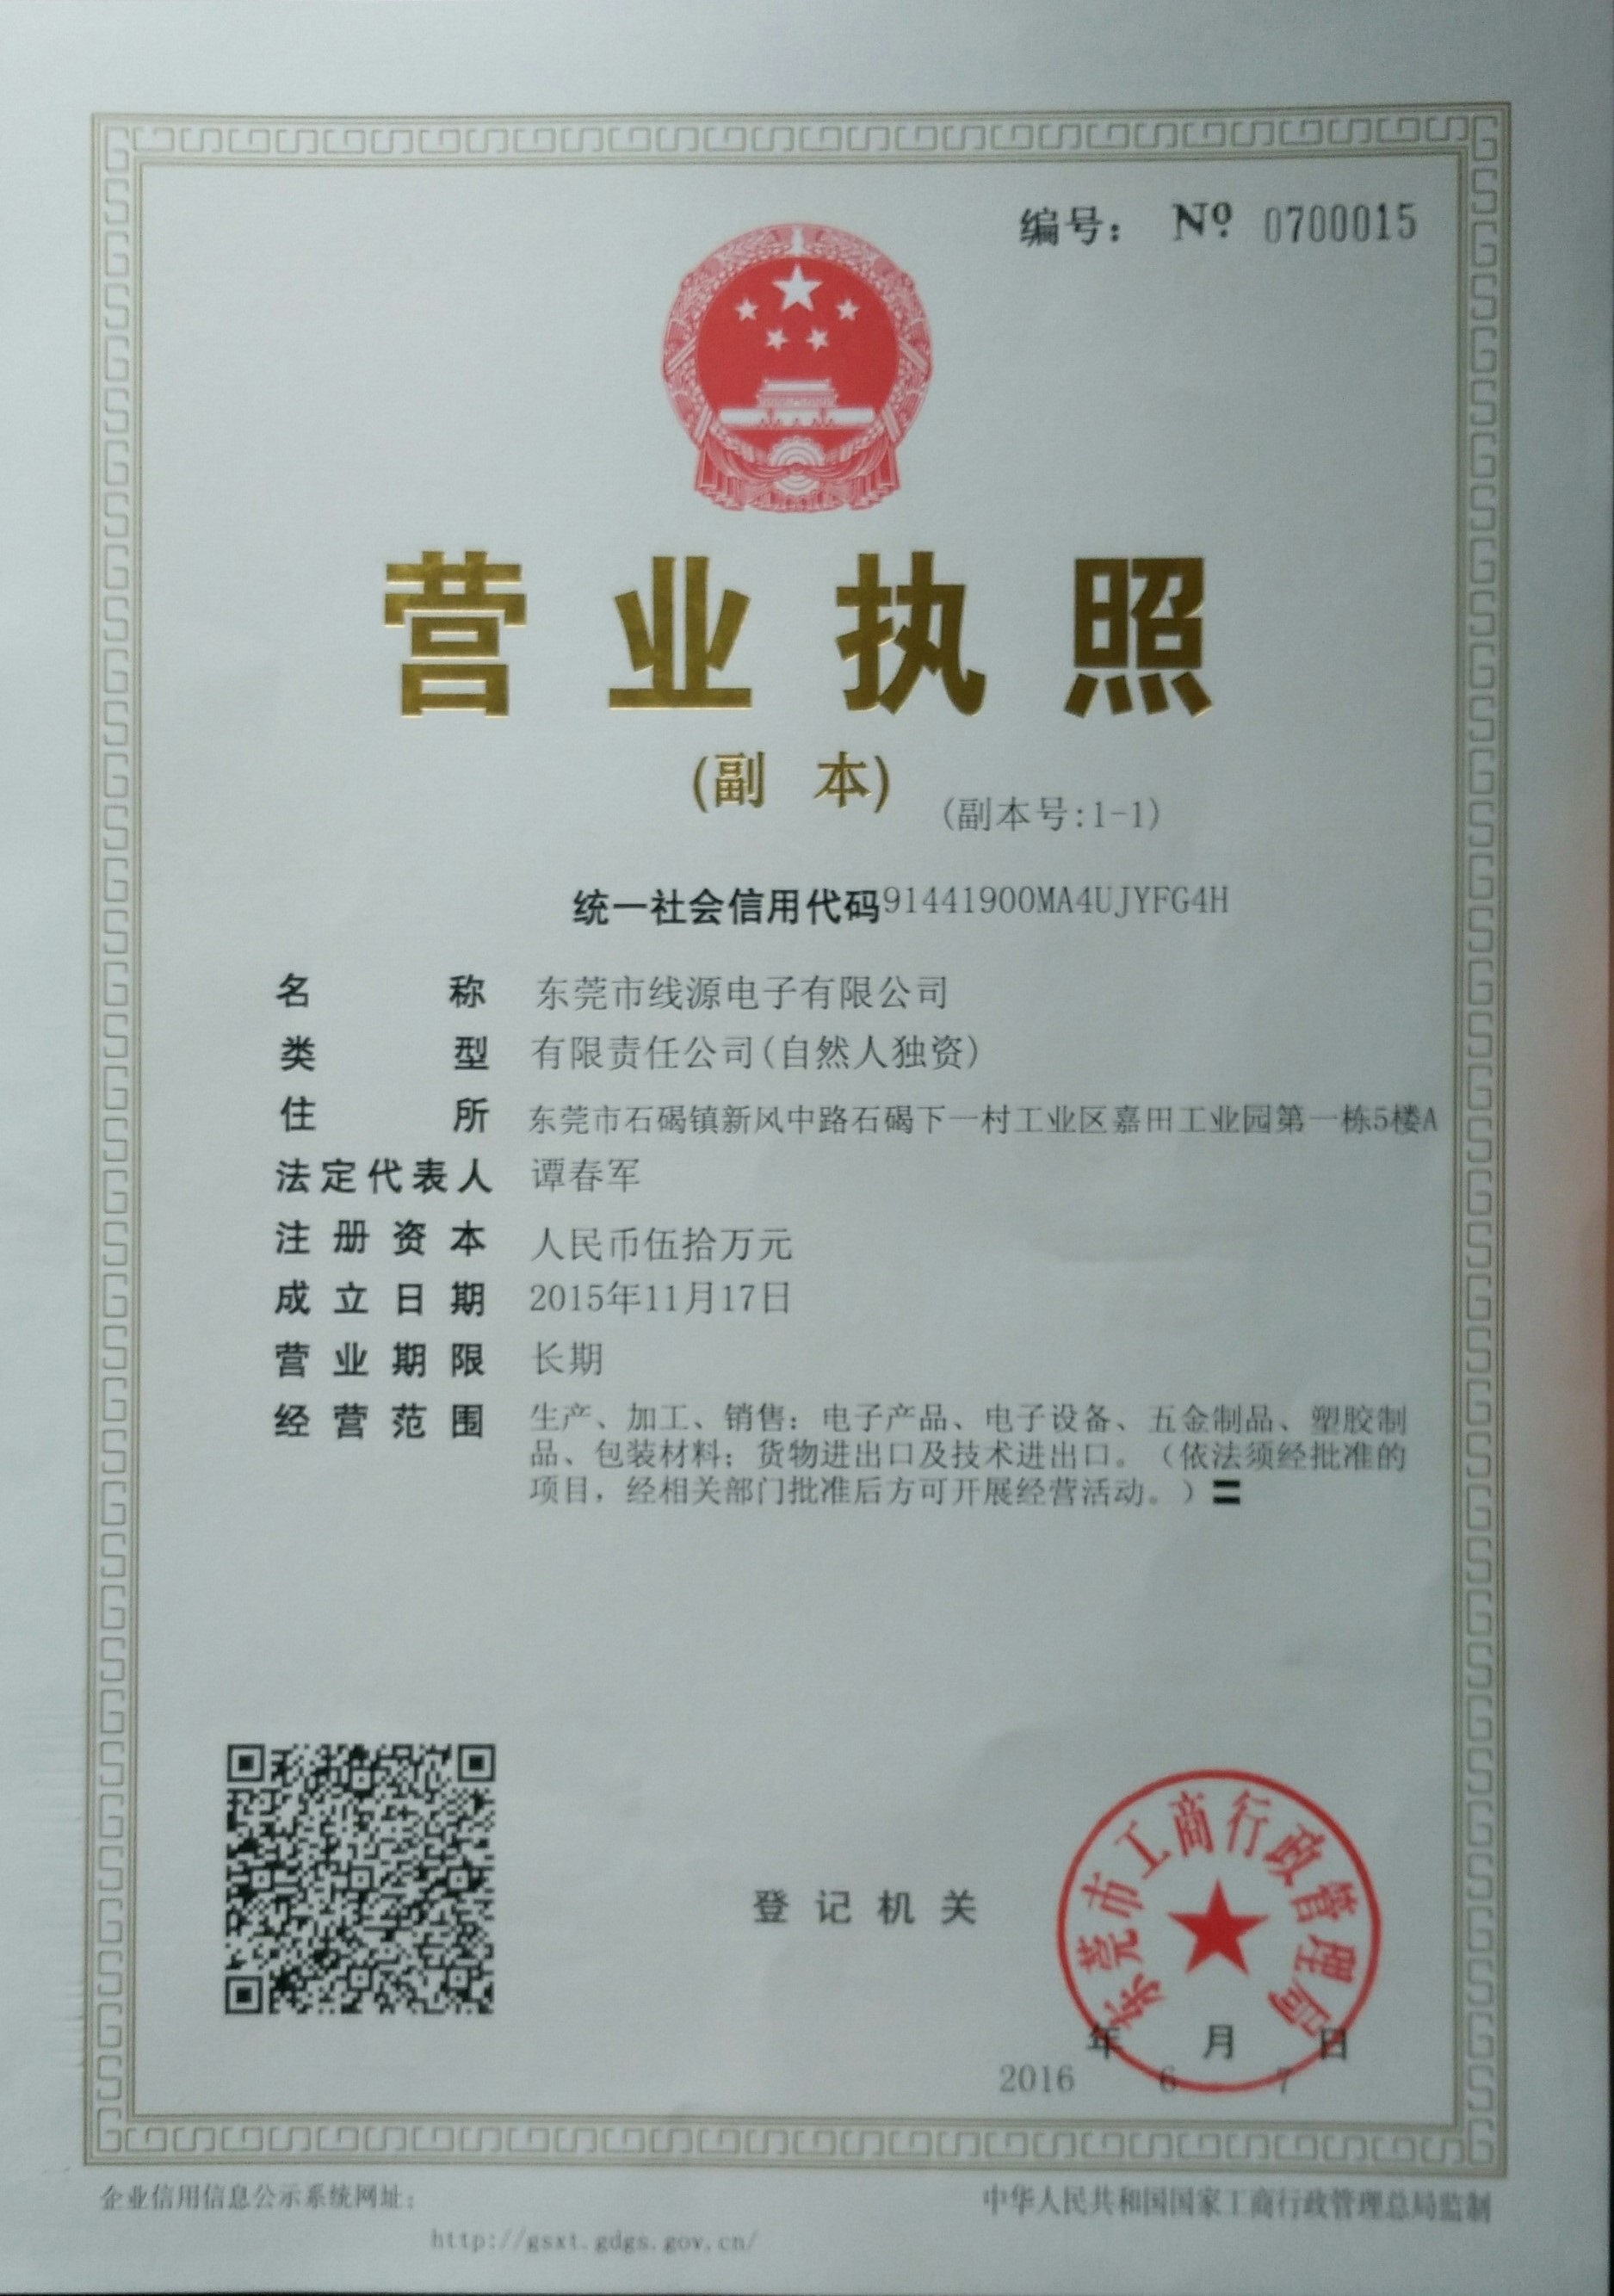 编号： Nº 0700015
营业执照
(副 本) (副本号:1-1)
统一社会信用代码91441900MA4UJYFG4H
名 称 东莞市线源电子有限公司
类 型 有限责任公司(自然人独资)
住 所 东莞市石碣镇新风中路石碣下一村工业区嘉田工业园第一栋5楼A
法定代表人 谭春军
注册资本 人民币伍拾万元
成立日期 2015年11月17日
营业期限 长期
经营范围 生产、加工、销售：电子产品、电子设备、五金制品、塑胶制
品、包装材料；货物进出口及技术进出口。（依法须经批准的
项目，经相关部门批准后方可开展经营活动。）〓
东莞市工商行政管理局
登记机关
年 月 日
2016 6 7
企业信用信息公示系统网址：
http://gsxt.gdgs.gov.cn/
中华人民共和国国家工商行政管理总局监制